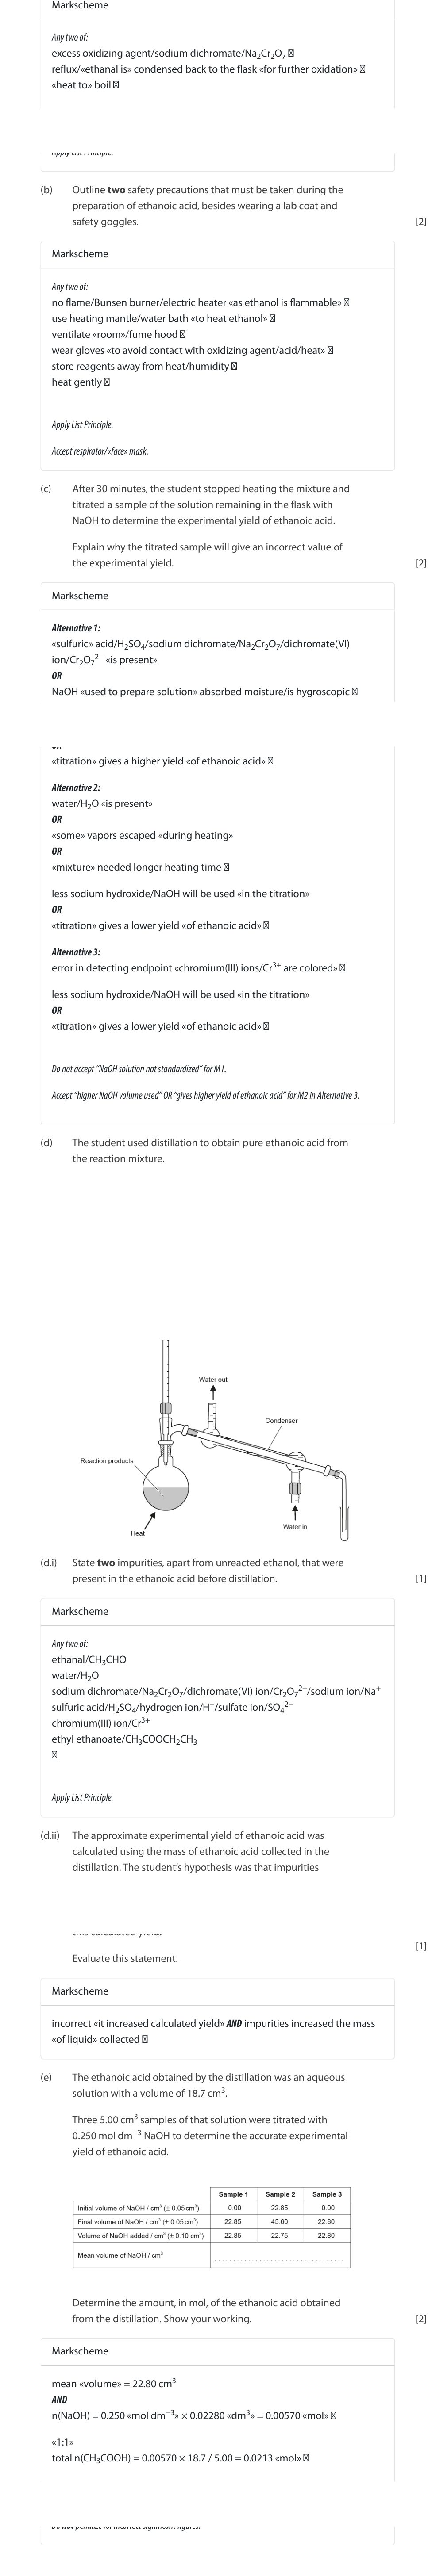 Markscheme
Any two of:
excess oxidizing agent/sodium dichromate/Na₂Cr₂O₇ 
reflux/«ethanal is» condensed back to the flask «for further oxidation» 
«heat to» boil 
Apply List Principle.
(b) Outline two safety precautions that must be taken during the
preparation of ethanoic acid, besides wearing a lab coat and
safety goggles. [2]
Markscheme
Any two of:
no flame/Bunsen burner/electric heater «as ethanol is flammable» 
use heating mantle/water bath «to heat ethanol» 
ventilate «room»/fume hood 
wear gloves «to avoid contact with oxidizing agent/acid/heat» 
store reagents away from heat/humidity 
heat gently 
Apply List Principle.
Accept respirator/«face» mask.
(c) After 30 minutes, the student stopped heating the mixture and
titrated a sample of the solution remaining in the flask with
NaOH to determine the experimental yield of ethanoic acid.
Explain why the titrated sample will give an incorrect value of
the experimental yield. [2]
Markscheme
Alternative 1:
«sulfuric» acid/H₂SO₄/sodium dichromate/Na₂Cr₂O₇/dichromate(VI)
ion/Cr₂O₇²⁻ «is present»
OR
NaOH «used to prepare solution» absorbed moisture/is hygroscopic 
OR
«titration» gives a higher yield «of ethanoic acid» 
Alternative 2:
water/H₂O «is present»
OR
«some» vapors escaped «during heating»
OR
«mixture» needed longer heating time 
less sodium hydroxide/NaOH will be used «in the titration»
OR
«titration» gives a lower yield «of ethanoic acid» 
Alternative 3:
error in detecting endpoint «chromium(III) ions/Cr³⁺ are colored» 
less sodium hydroxide/NaOH will be used «in the titration»
OR
«titration» gives a lower yield «of ethanoic acid» 
Do not accept "NaOH solution not standardized" for M1.
Accept "higher NaOH volume used" OR "gives higher yield of ethanoic acid" for M2 in Alternative 3.
(d) The student used distillation to obtain pure ethanoic acid from
the reaction mixture.
Water out
Condenser
Reaction products
Heat
Water in
(d.i) State two impurities, apart from unreacted ethanol, that were
present in the ethanoic acid before distillation. [1]
Markscheme
Any two of:
ethanal/CH₃CHO
water/H₂O
sodium dichromate/Na₂Cr₂O₇/dichromate(VI) ion/Cr₂O₇²⁻/sodium ion/Na⁺
sulfuric acid/H₂SO₄/hydrogen ion/H⁺/sulfate ion/SO₄²⁻
chromium(III) ion/Cr³⁺
ethyl ethanoate/CH₃COOCH₂CH₃

Apply List Principle.
(d.ii) The approximate experimental yield of ethanoic acid was
calculated using the mass of ethanoic acid collected in the
distillation. The student's hypothesis was that impurities
this calculated yield.
[1]
Evaluate this statement.
Markscheme
incorrect «it increased calculated yield» AND impurities increased the mass
«of liquid» collected 
(e) The ethanoic acid obtained by the distillation was an aqueous
solution with a volume of 18.7 cm³.
Three 5.00 cm³ samples of that solution were titrated with
0.250 mol dm⁻³ NaOH to determine the accurate experimental
yield of ethanoic acid.
Sample 1 Sample 2 Sample 3
Initial volume of NaOH / cm³ (± 0.05 cm³) 0.00 22.85 0.00
Final volume of NaOH / cm³ (± 0.05 cm³) 22.85 45.60 22.80
Volume of NaOH added / cm³ (± 0.10 cm³) 22.85 22.75 22.80
Mean volume of NaOH / cm³
Determine the amount, in mol, of the ethanoic acid obtained
from the distillation. Show your working. [2]
Markscheme
mean «volume» = 22.80 cm³
AND
n(NaOH) = 0.250 «mol dm⁻³» × 0.02280 «dm³» = 0.00570 «mol» 
«1:1»
total n(CH₃COOH) = 0.00570 × 18.7 / 5.00 = 0.0213 «mol» 
Do not penalize for incorrect significant figures.